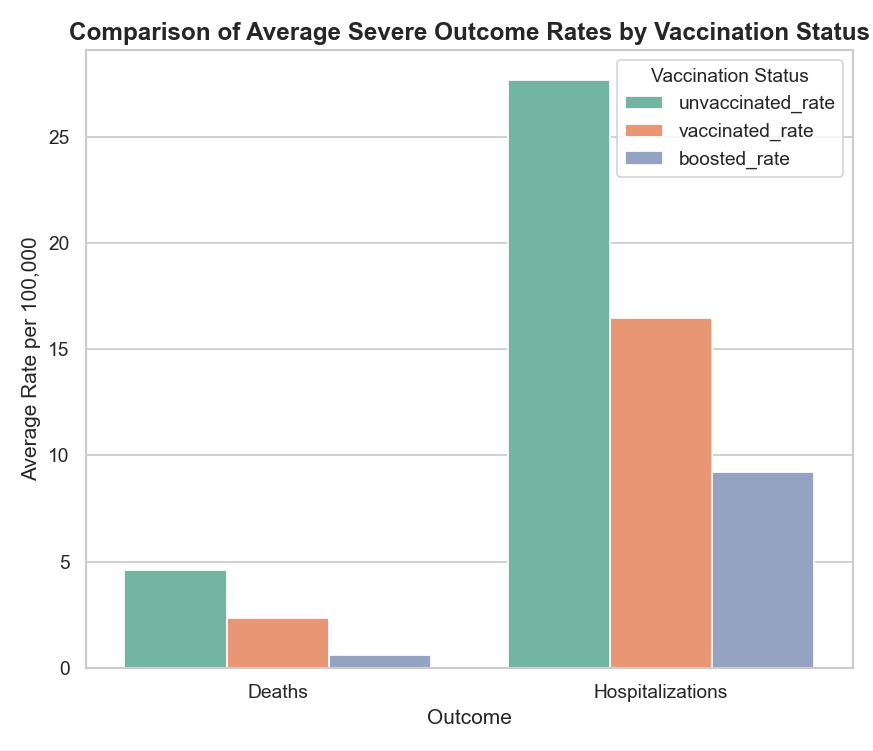 Comparison of Average Severe Outcome Rates by Vaccination Status
Vaccination Status
unvaccinated_rate
vaccinated_rate
boosted_rate
Average Rate per 100,000
25
20
15
10
5
0
Deaths
Hospitalizations
Outcome